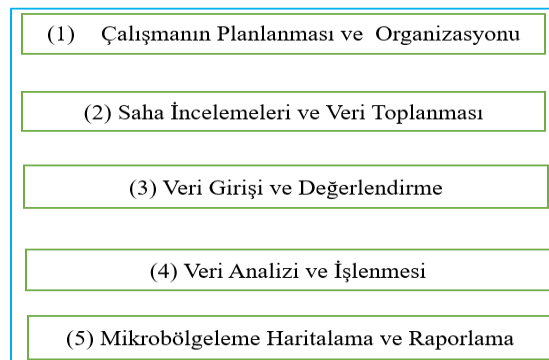 (1) Çalışmanın Planlanması ve Organizasyonu
(2) Saha İncelemeleri ve Veri Toplanması
(3) Veri Girişi ve Değerlendirme
(4) Veri Analizi ve İşlenmesi
(5) Mikrobölgeleme Haritalama ve Raporlama